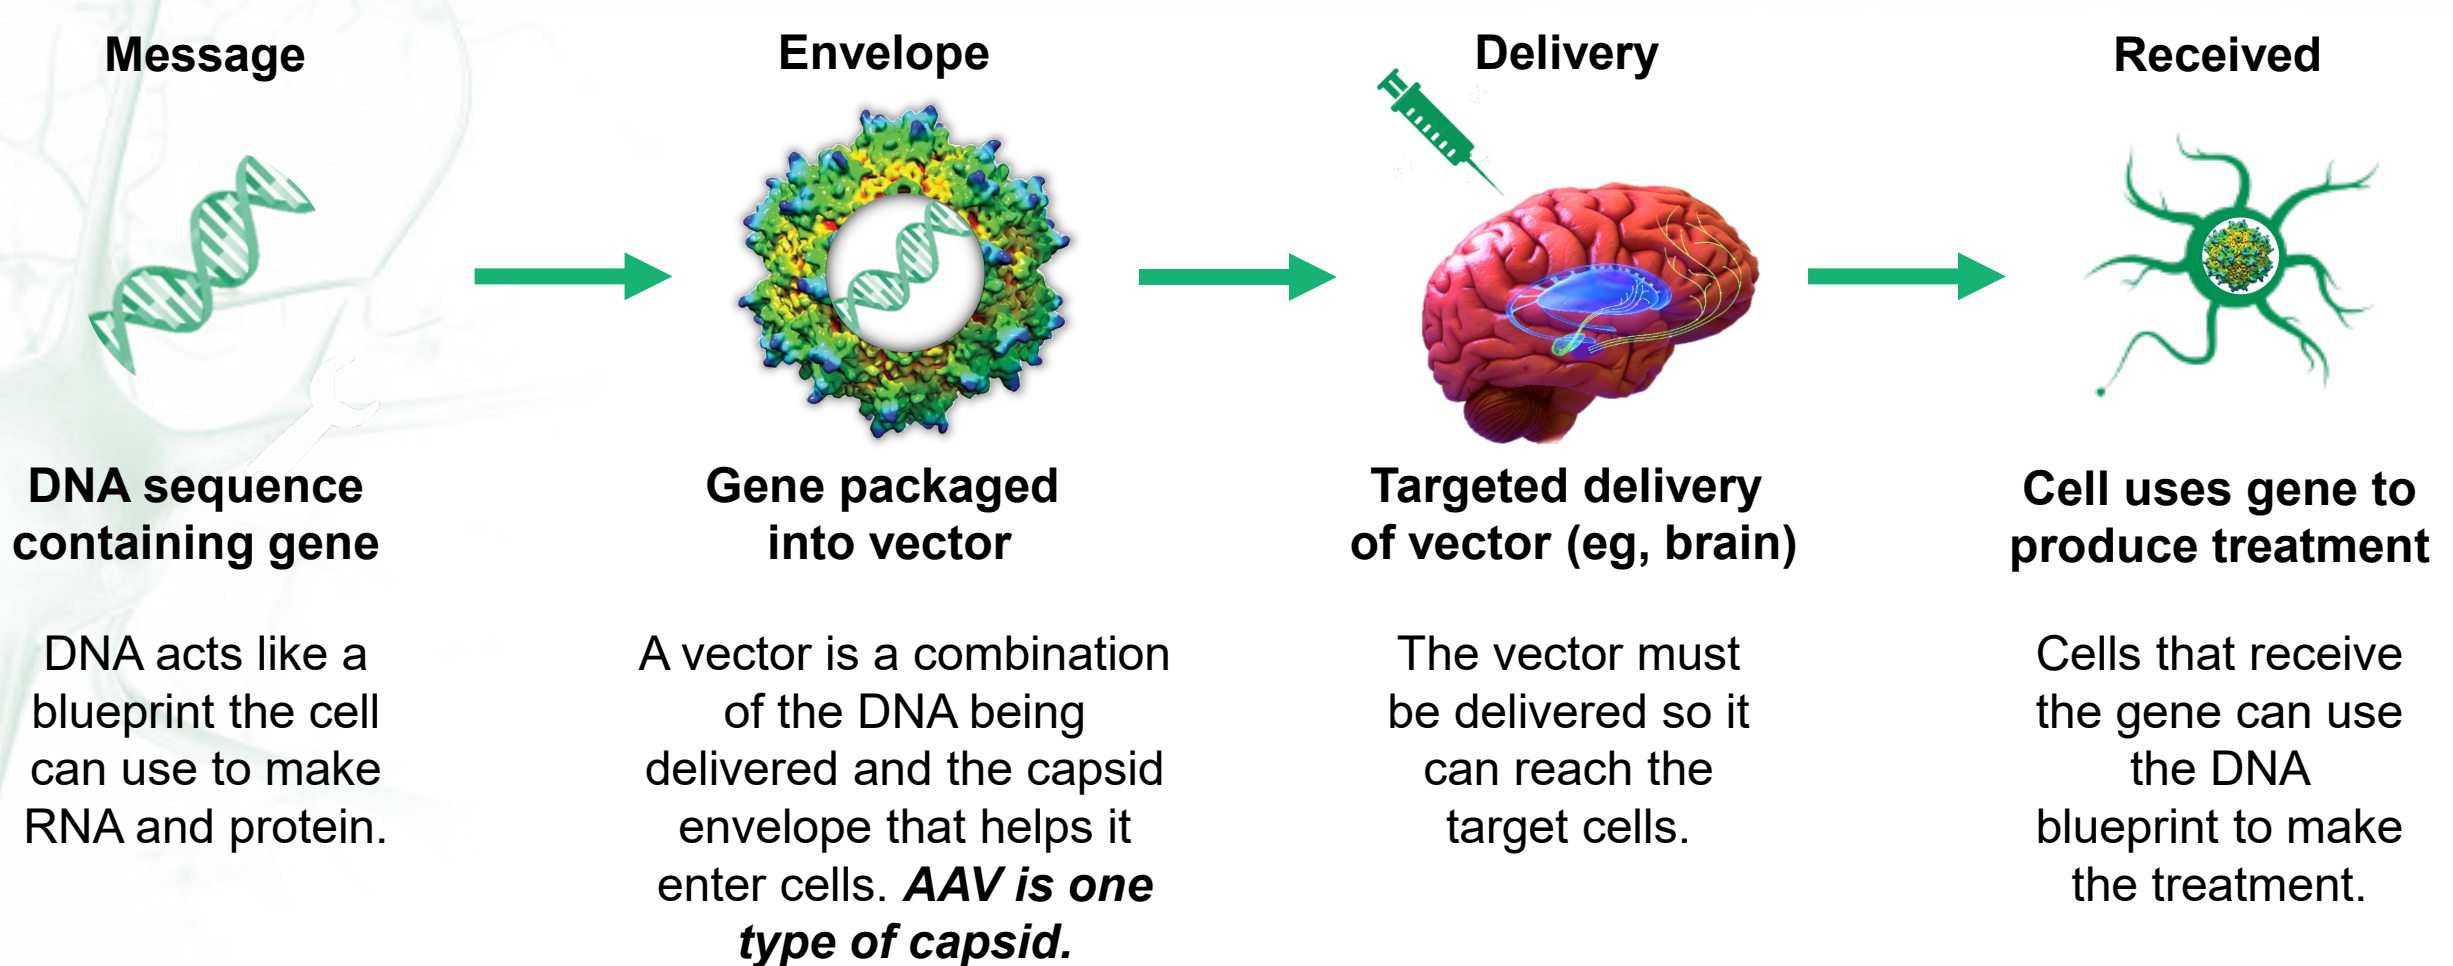 Message
DNA sequence
containing gene
DNA acts like a
blueprint the cell
can use to make
RNA and protein.
Envelope
Gene packaged
into vector
A vector is a combination
of the DNA being
delivered and the capsid
envelope that helps it
enter cells. AAV is one
type of capsid.
Delivery
Targeted delivery
of vector (eg, brain)
The vector must
be delivered so it
can reach the
target cells.
Received
Cell uses gene to
produce treatment
Cells that receive
the gene can use
the DNA
blueprint to make
the treatment.